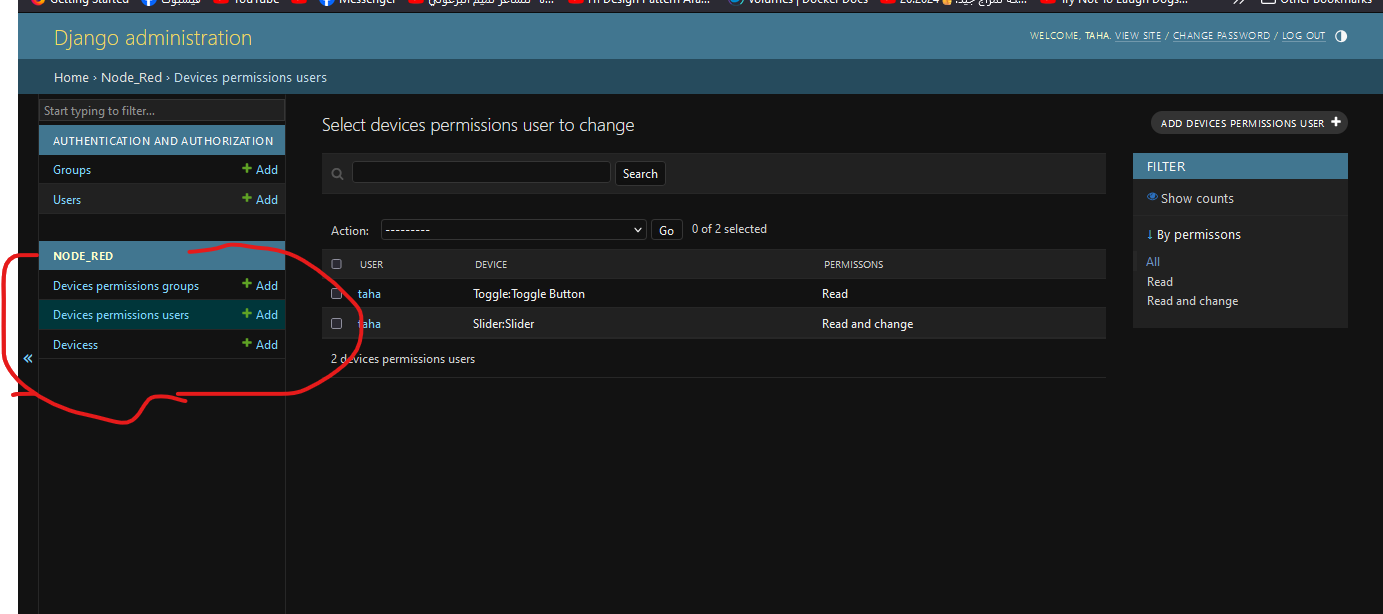 Getting Started فيسبوك YouTube Messenger Volumes | Docker Docs Try Not To Laugh Dogs... Other Bookmarks
Django administration
WELCOME, TAHA. VIEW SITE / CHANGE PASSWORD / LOG OUT
Home › Node_Red › Devices permissions users
Start typing to filter...
AUTHENTICATION AND AUTHORIZATION
Groups + Add
Users + Add
NODE_RED
Devices permissions groups + Add
Devices permissions users + Add
Devicess + Add
«
Select devices permissions user to change
ADD DEVICES PERMISSIONS USER +
Search
Action: --------- Go 0 of 2 selected
USER DEVICE PERMISSONS
taha Toggle:Toggle Button Read
taha Slider:Slider Read and change
2 devices permissions users
FILTER
Show counts
↓ By permissons
All
Read
Read and change